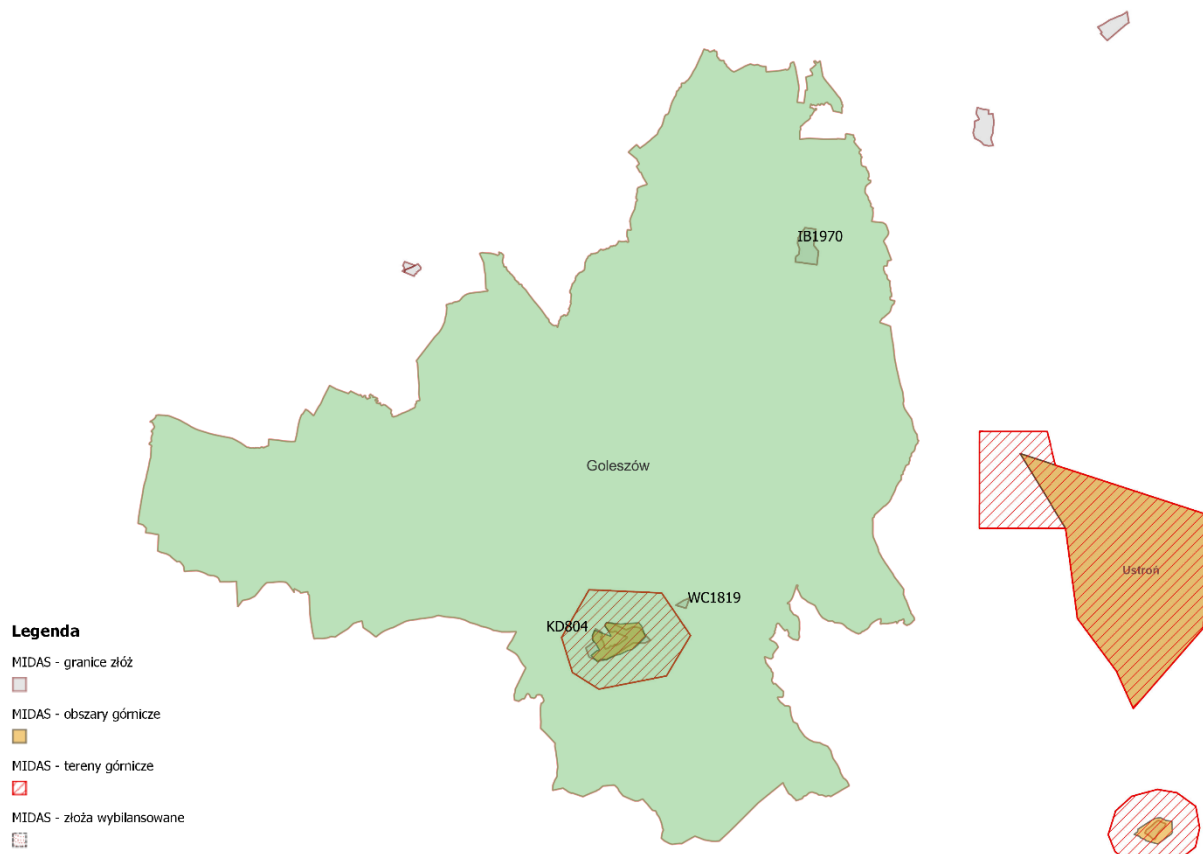 IB1970
Goleszów
Ustroń
WC1819
KD804
Legenda
MIDAS - granice złóż
MIDAS - obszary górnicze
MIDAS - tereny górnicze
MIDAS - złoża wybilansowane